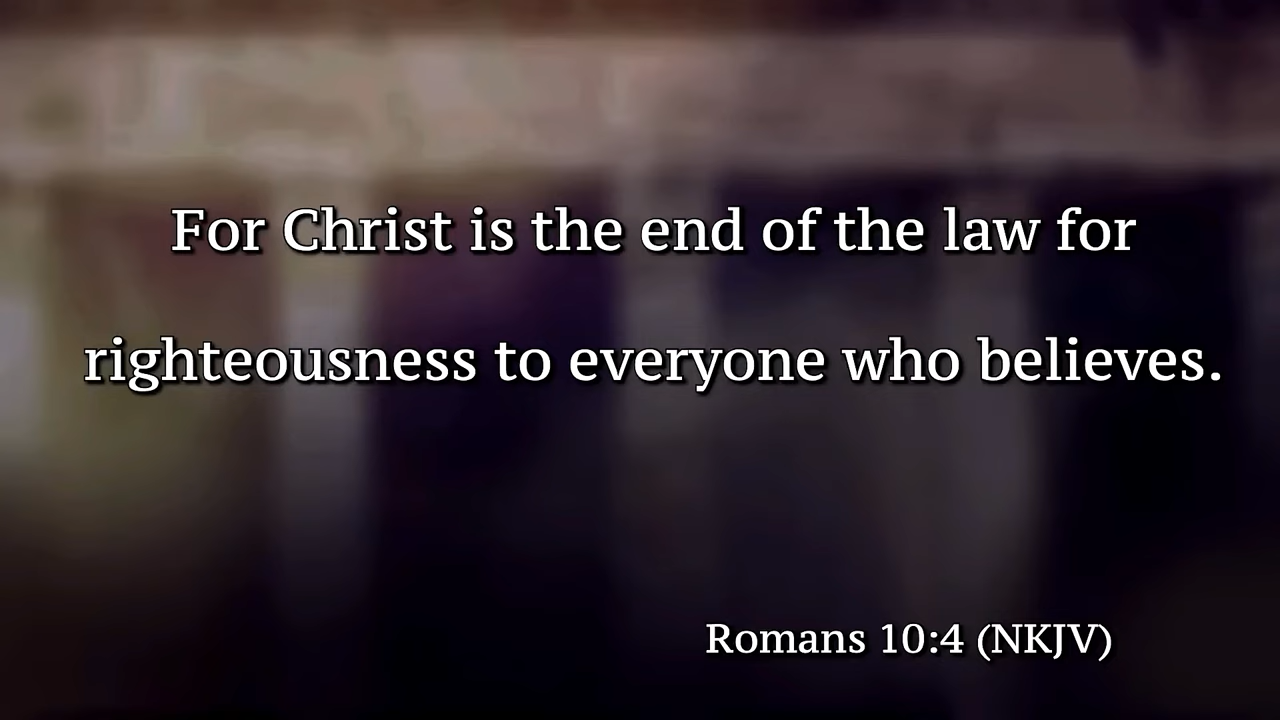 For Christ is the end of the law for
righteousness to everyone who believes.
Romans 10:4 (NKJV)